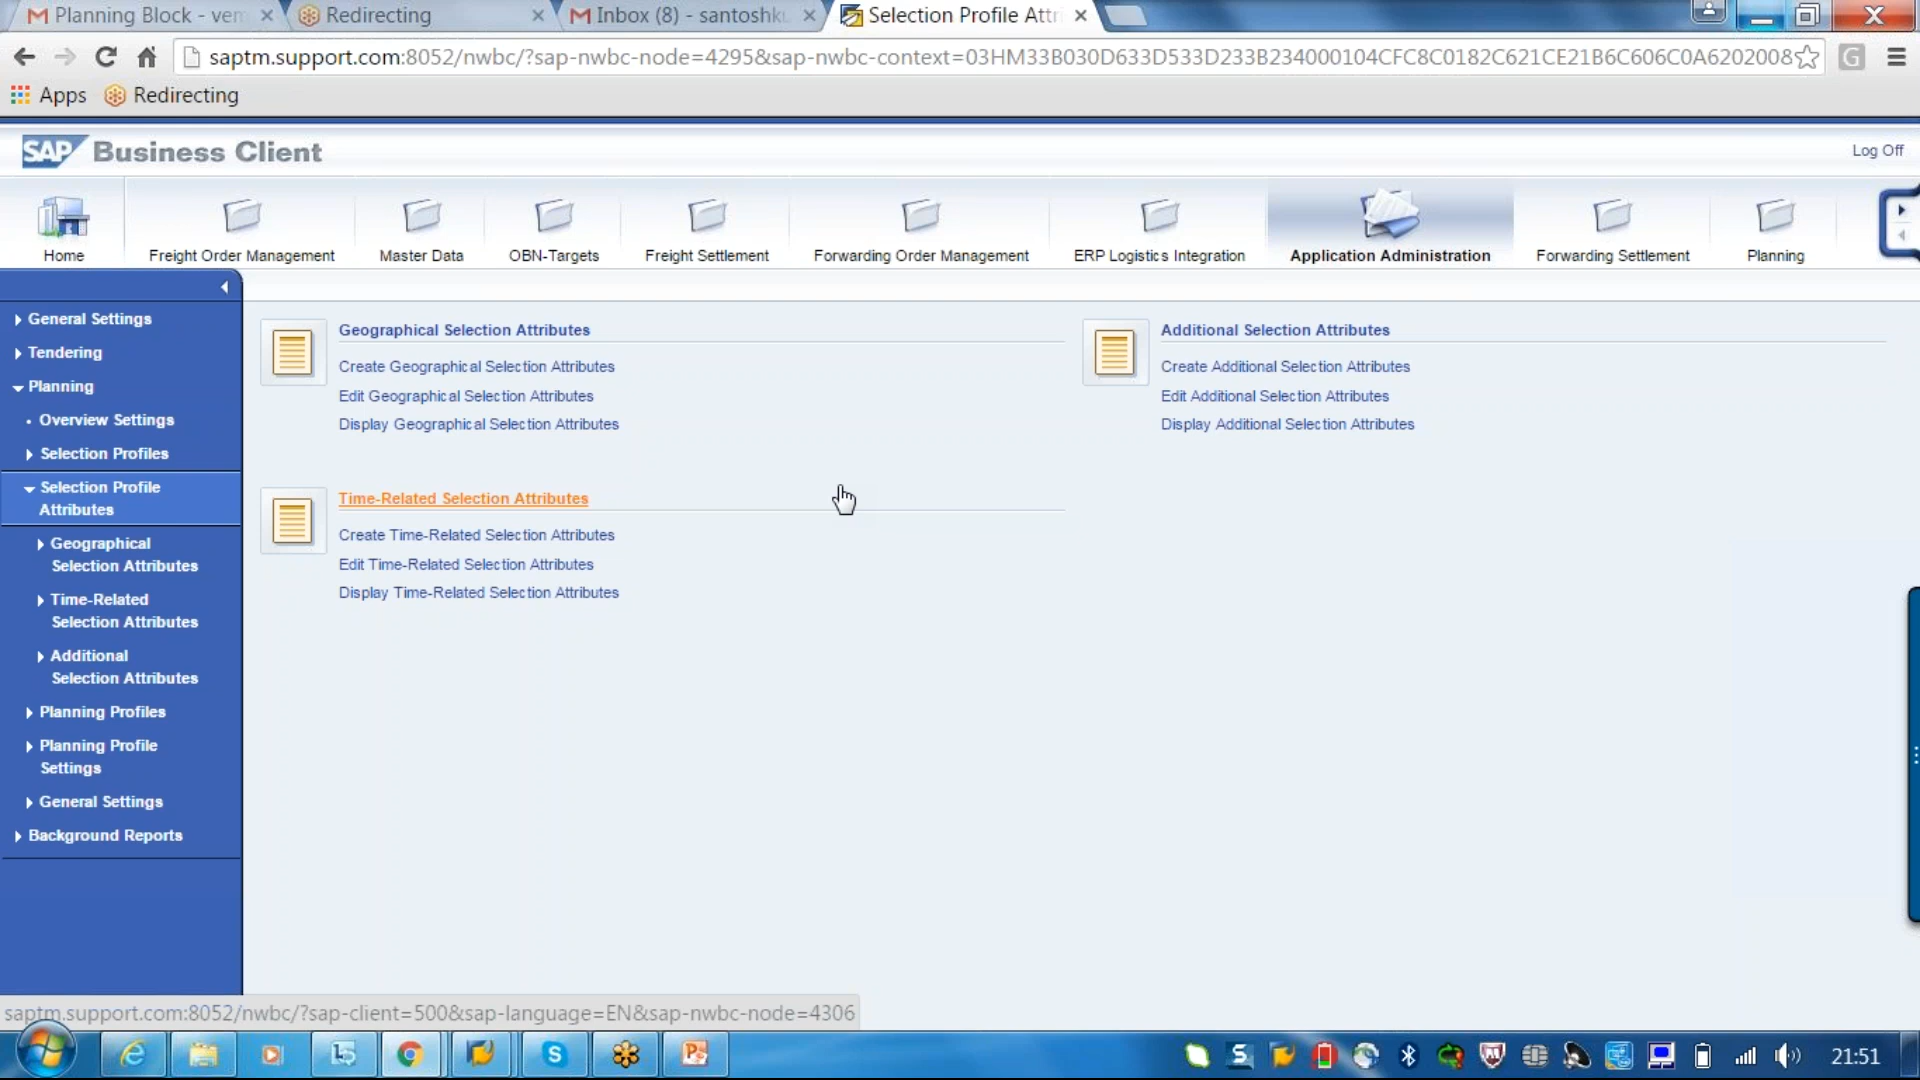 Planning Block - ven
Redirecting
Inbox (8) - santoshku
Selection Profile Attri
saptm.support.com:8052/nwbc/?sap-nwbc-node=4295&sap-nwbc-context=03HM33B030D633D533D233B234000104CFC8C0182C621CE21B6C606C0A6202008
Apps
Redirecting
SAP Business Client
Log Off
Home
Freight Order Management
Master Data
OBN-Targets
Freight Settlement
Forwarding Order Management
ERP Logistics Integration
Application Administration
Forwarding Settlement
Planning
General Settings
Tendering
Planning
Overview Settings
Selection Profiles
Selection Profile
Attributes
Geographical
Selection Attributes
Time-Related
Selection Attributes
Additional
Selection Attributes
Planning Profiles
Planning Profile
Settings
General Settings
Background Reports
Geographical Selection Attributes
Create Geographical Selection Attributes
Edit Geographical Selection Attributes
Display Geographical Selection Attributes
Additional Selection Attributes
Create Additional Selection Attributes
Edit Additional Selection Attributes
Display Additional Selection Attributes
Time-Related Selection Attributes
Create Time-Related Selection Attributes
Edit Time-Related Selection Attributes
Display Time-Related Selection Attributes
saptm.support.com:8052/nwbc/?sap-client=500&sap-language=EN&sap-nwbc-node=4306
21:51